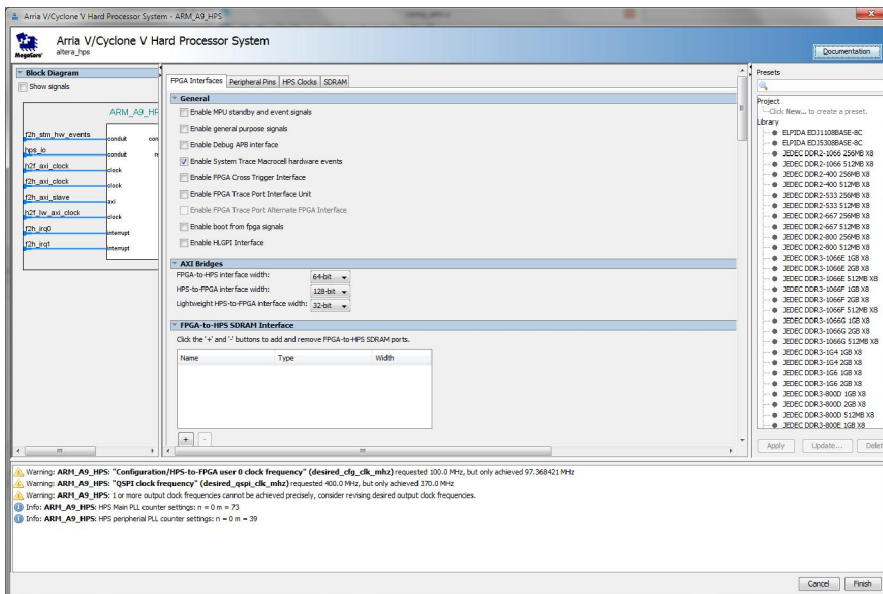 Arria V/Cyclone V Hard Processor System - ARM_A9_HPS
Arria V/Cyclone V Hard Processor System
altera_hps
MegaCore
Documentation
Block Diagram
Show signals
ARM_A9_HP
f2h_stm_hw_events
conduit
con
hps_io
conduit
h2f_axi_clock
clock
f2h_axi_clock
clock
f2h_axi_slave
axi
h2f_lw_axi_clock
clock
f2h_irq0
interrupt
f2h_irq1
interrupt
FPGA Interfaces
Peripheral Pins
HPS Clocks
SDRAM
General
Enable MPU standby and event signals
Enable general purpose signals
Enable Debug APB interface
Enable System Trace Macrocell hardware events
Enable FPGA Cross Trigger Interface
Enable FPGA Trace Port Interface Unit
Enable FPGA Trace Port Alternate FPGA Interface
Enable boot from fpga signals
Enable HLGPI Interface
AXI Bridges
FPGA-to-HPS interface width: 64-bit
HPS-to-FPGA interface width: 128-bit
Lightweight HPS-to-FPGA interface width: 32-bit
FPGA-to-HPS SDRAM Interface
Click the '+' and '-' buttons to add and remove FPGA-to-HPS SDRAM ports.
Name Type Width
+ -
Presets
Project
Click New... to create a preset.
Library
ELPIDA EDJ1108BASE-8C
ELPIDA EDJ5308BASE-8C
JEDEC DDR2-1066 256MB X8
JEDEC DDR2-1066 512MB X8
JEDEC DDR2-400 256MB X8
JEDEC DDR2-400 512MB X8
JEDEC DDR2-533 256MB X8
JEDEC DDR2-533 512MB X8
JEDEC DDR2-667 256MB X8
JEDEC DDR2-667 512MB X8
JEDEC DDR2-800 256MB X8
JEDEC DDR2-800 512MB X8
JEDEC DDR3-1066E 1GB X8
JEDEC DDR3-1066E 2GB X8
JEDEC DDR3-1066E 512MB X8
JEDEC DDR3-1066F 1GB X8
JEDEC DDR3-1066F 2GB X8
JEDEC DDR3-1066F 512MB X8
JEDEC DDR3-1066G 1GB X8
JEDEC DDR3-1066G 2GB X8
JEDEC DDR3-1066G 512MB X8
JEDEC DDR3-1G4 1GB X8
JEDEC DDR3-1G4 2GB X8
JEDEC DDR3-1G6 1GB X8
JEDEC DDR3-1G6 2GB X8
JEDEC DDR3-800D 1GB X8
JEDEC DDR3-800D 2GB X8
JEDEC DDR3-800D 512MB X8
JEDEC DDR3-800E 1GB X8
Apply Update... Delet
Warning: ARM_A9_HPS: "Configuration/HPS-to-FPGA user 0 clock frequency" (desired_cfg_clk_mhz) requested 100.0 MHz, but only achieved 97.368421 MHz
Warning: ARM_A9_HPS: "QSPI clock frequency" (desired_qspi_clk_mhz) requested 400.0 MHz, but only achieved 370.0 MHz
Warning: ARM_A9_HPS: 1 or more output clock frequencies cannot be achieved precisely, consider revising desired output clock frequencies.
Info: ARM_A9_HPS: HPS Main PLL counter settings: n = 0 m = 73
Info: ARM_A9_HPS: HPS peripherial PLL counter settings: n = 0 m = 39
Cancel Finish